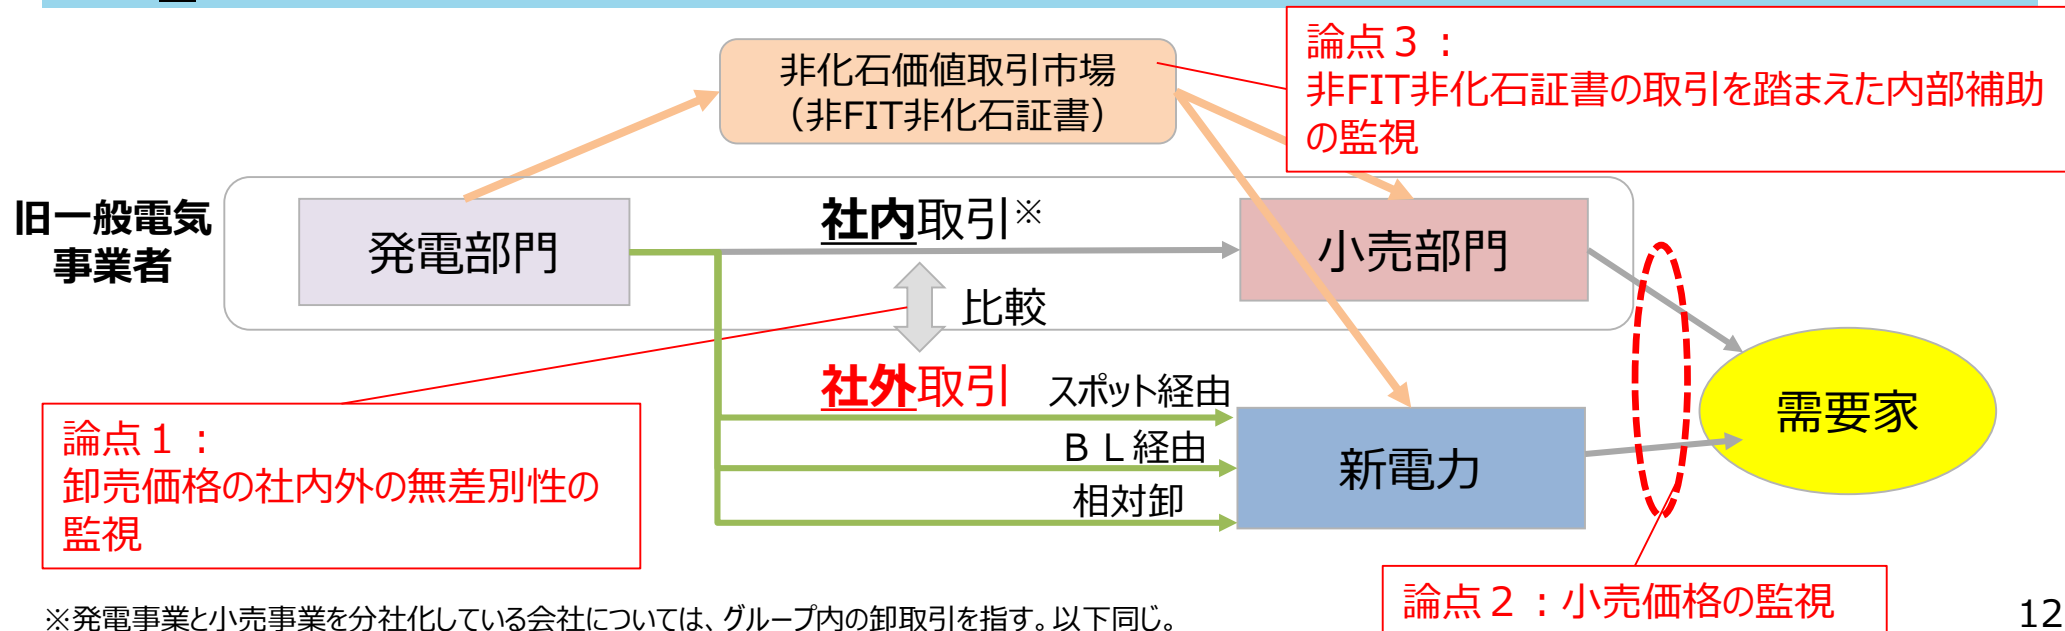 非化石価値取引市場
（非FIT非化石証書）
論点３：
非FIT非化石証書の取引を踏まえた内部補助
の監視
旧一般電気
事業者
発電部門
社内取引※
小売部門
比較
社外取引
スポット経由
ＢＬ経由
相対卸
新電力
需要家
論点１：
卸売価格の社内外の無差別性の
監視
論点２：小売価格の監視
※発電事業と小売事業を分社化している会社については、グループ内の卸取引を指す。以下同じ。
12